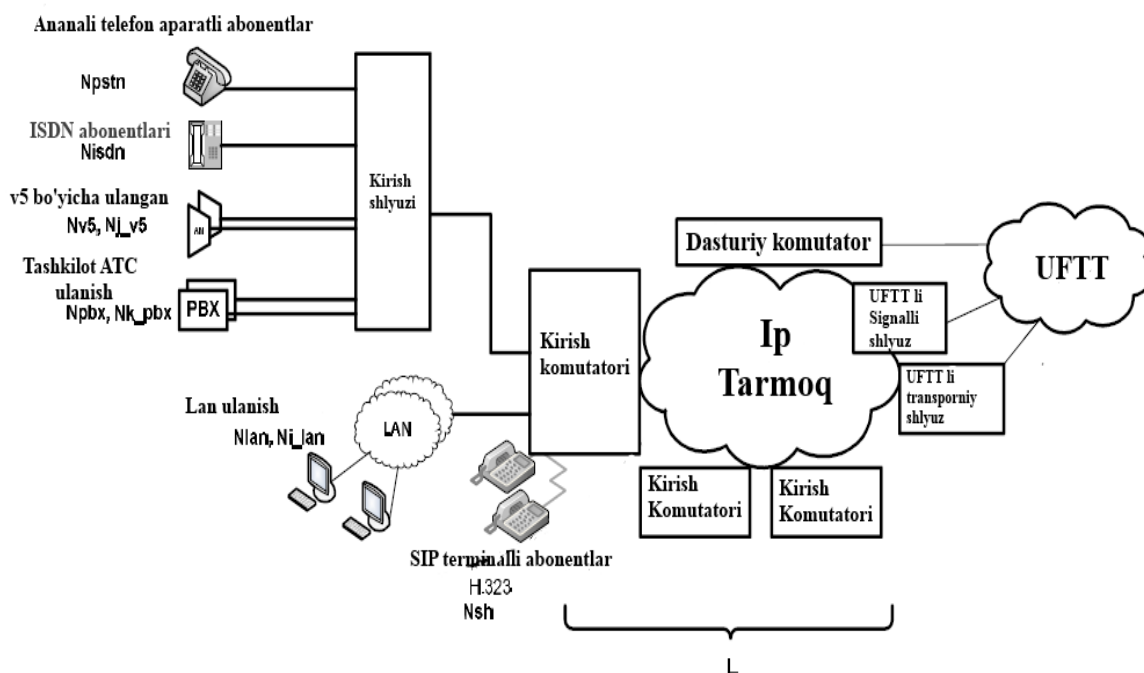 Ananali telefon aparatli abonentlar
Npstn
ISDN abonentlari
Nisdn
v5 bo'yicha ulangan
Nv5, Nj_v5
AN
Tashkilot ATC
ulanish
Npbx, Nk_pbx
PBX
Kirish
shlyuzi
Lan ulanish
Nlan, Ni_lan
LAN
SIP terminalli abonentlar
H.323
Nsh
Kirish
komutatori
Dasturiy komutator
Ip
Tarmoq
UFTT li
Signalli
shlyuz
UFTT li
transporniy
shlyuz
UFTT
Kirish
Komutatori
Kirish
Komutatori
L